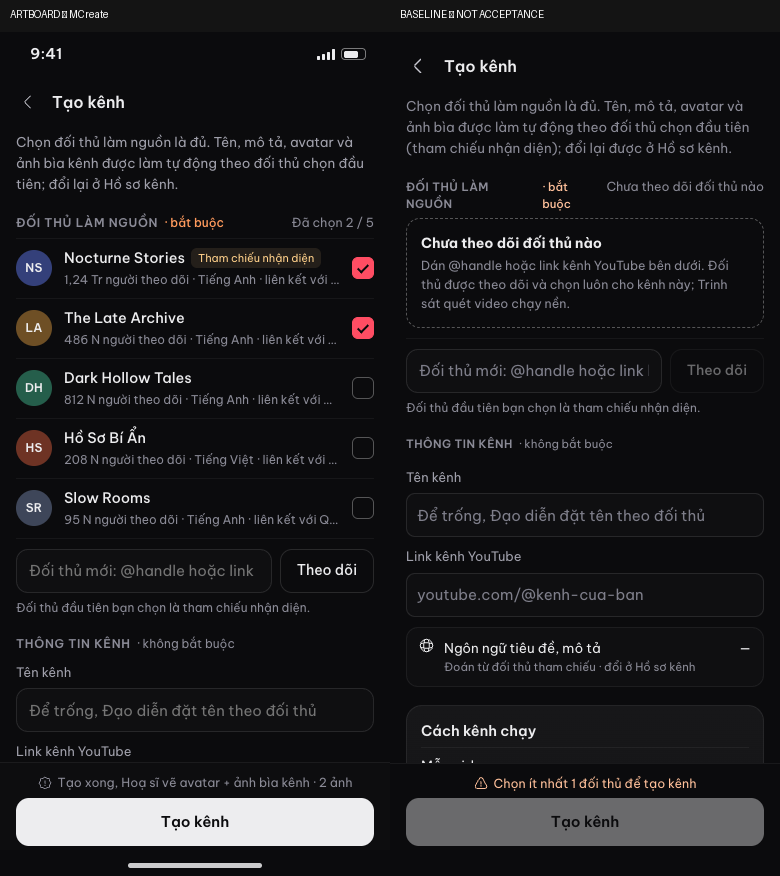 ARTBOARD MCreate
9:41
Tạo kênh
Chọn đối thủ làm nguồn là đủ. Tên, mô tả, avatar và
ảnh bìa kênh được làm tự động theo đối thủ chọn đầu
tiên; đổi lại ở Hồ sơ kênh.
ĐỐI THỦ LÀM NGUỒN · bắt buộc Đã chọn 2 / 5
NS Nocturne Stories Tham chiếu nhận diện
1,24 Tr người theo dõi · Tiếng Anh · liên kết với ...
LA The Late Archive
486 N người theo dõi · Tiếng Anh · liên kết với ...
DH Dark Hollow Tales
812 N người theo dõi · Tiếng Anh · liên kết với ...
HS Hồ Sơ Bí Ẩn
208 N người theo dõi · Tiếng Việt · liên kết với ...
SR Slow Rooms
95 N người theo dõi · Tiếng Anh · liên kết với Q...
Đối thủ mới: @handle hoặc link Theo dõi
Đối thủ đầu tiên bạn chọn là tham chiếu nhận diện.
THÔNG TIN KÊNH · không bắt buộc
Tên kênh
Để trống, Đạo diễn đặt tên theo đối thủ
Link kênh YouTube
Tạo xong, Hoạ sĩ vẽ avatar + ảnh bìa kênh · 2 ảnh
Tạo kênh
BASELINE NOT ACCEPTANCE
Tạo kênh
Chọn đối thủ làm nguồn là đủ. Tên, mô tả, avatar và
ảnh bìa kênh được làm tự động theo đối thủ chọn đầu tiên
(tham chiếu nhận diện); đổi lại được ở Hồ sơ kênh.
ĐỐI THỦ LÀM NGUỒN · bắt buộc Chưa theo dõi đối thủ nào
Chưa theo dõi đối thủ nào
Dán @handle hoặc link kênh YouTube bên dưới. Đối
thủ được theo dõi và chọn luôn cho kênh này; Trinh
sát quét video chạy nền.
Đối thủ mới: @handle hoặc link Theo dõi
Đối thủ đầu tiên bạn chọn là tham chiếu nhận diện.
THÔNG TIN KÊNH · không bắt buộc
Tên kênh
Để trống, Đạo diễn đặt tên theo đối thủ
Link kênh YouTube
youtube.com/@kenh-cua-ban
Ngôn ngữ tiêu đề, mô tả –
Đoán từ đối thủ tham chiếu · đổi ở Hồ sơ kênh
Cách kênh chạy
Chọn ít nhất 1 đối thủ để tạo kênh
Tạo kênh